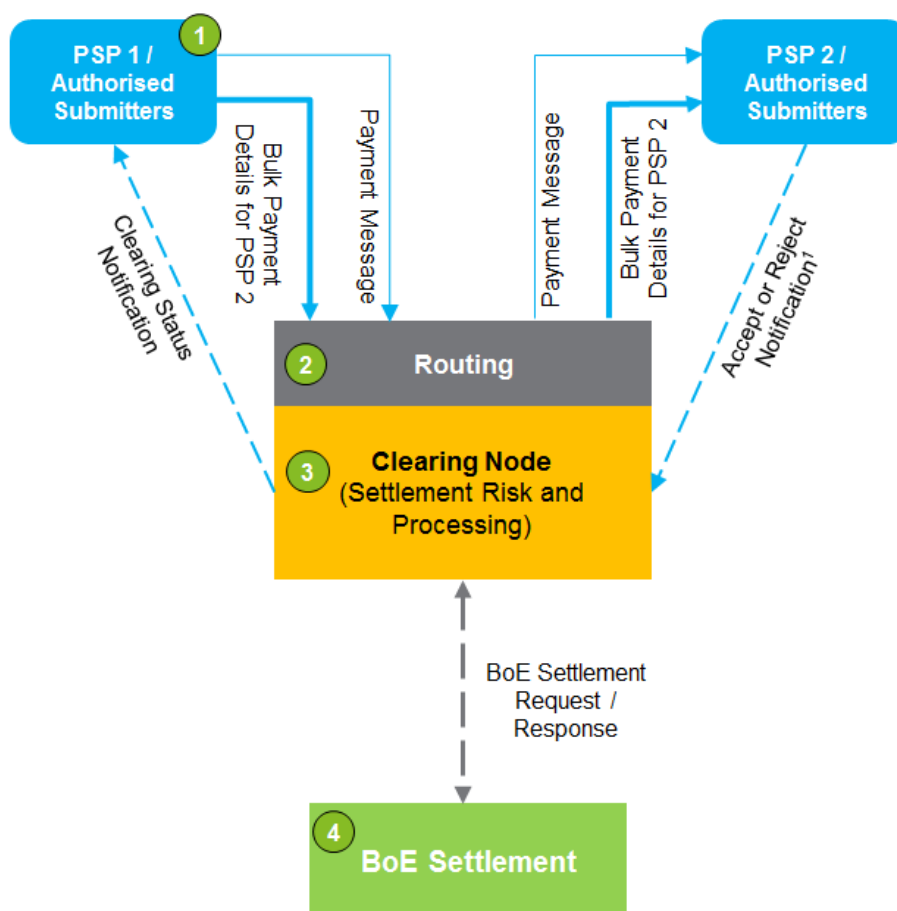 1
PSP 1 /
Authorised
Submitters
PSP 2 /
Authorised
Submitters
Bulk Payment
Details for PSP 2
Payment Message
Payment Message
Bulk Payment
Details for PSP 2
Clearing Status
Notification
Accept or Reject
Notification¹
2
Routing
3
Clearing Node
(Settlement Risk and
Processing)
BoE Settlement
Request /
Response
4
BoE Settlement